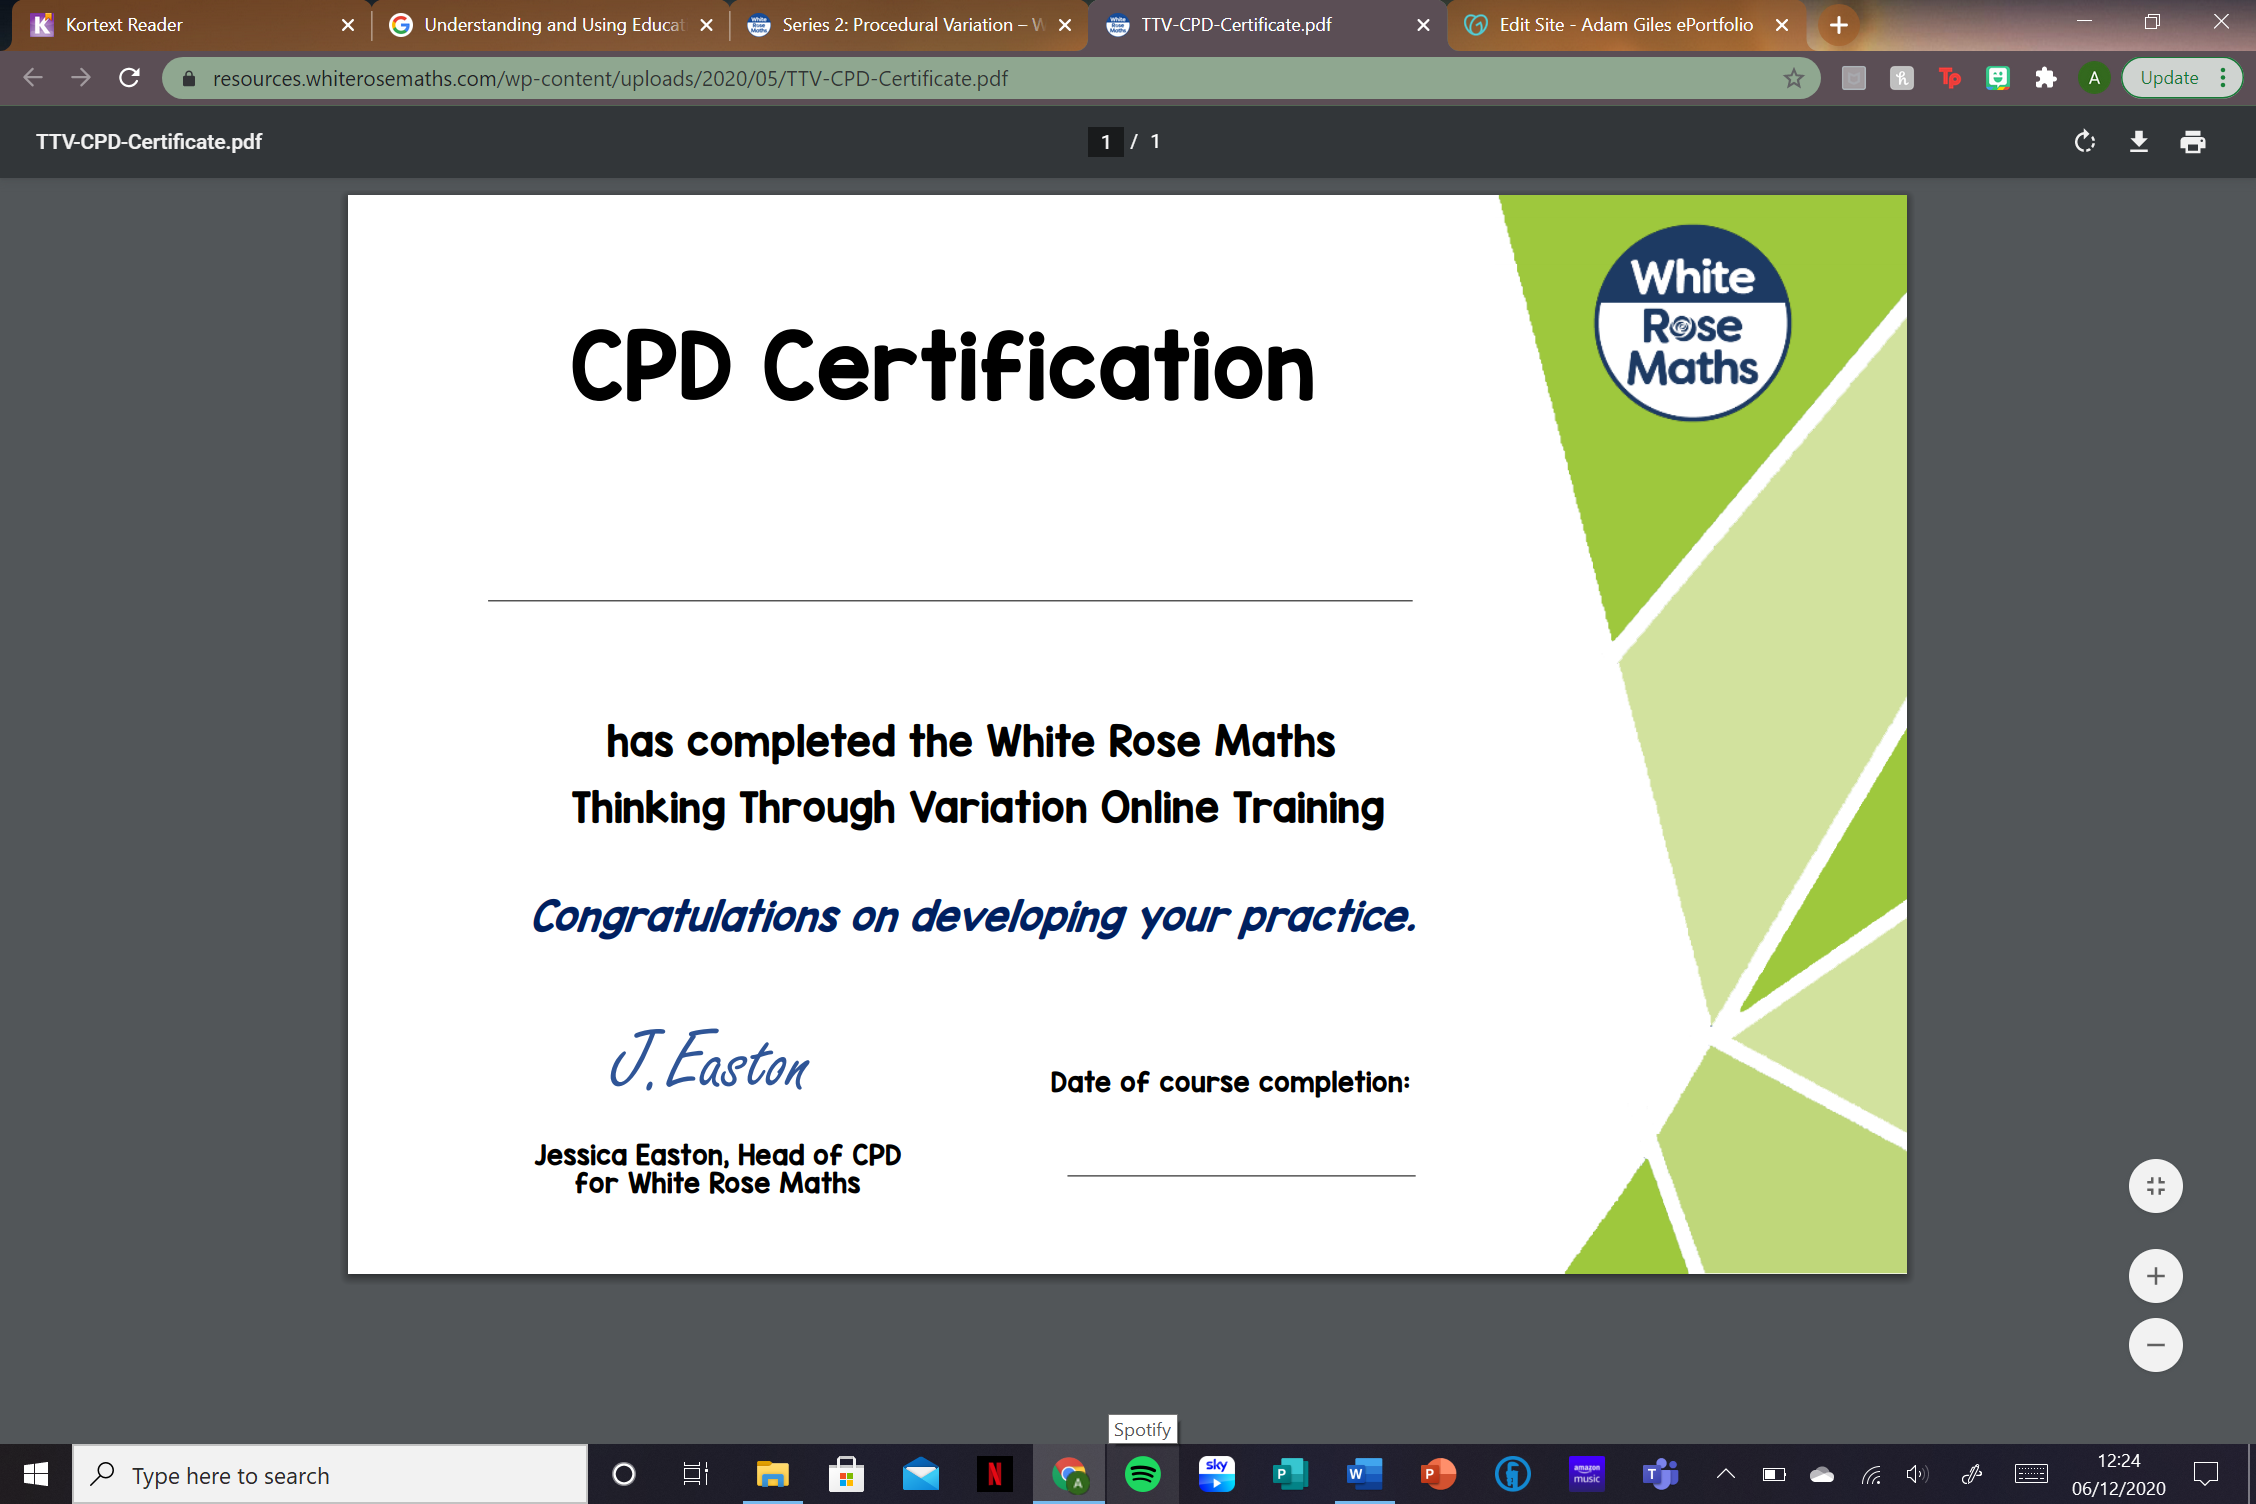 Kortext Reader
Understanding and Using Educat
Series 2: Procedural Variation – W
TTV-CPD-Certificate.pdf
Edit Site - Adam Giles ePortfolio
resources.whiterosemaths.com/wp-content/uploads/2020/05/TTV-CPD-Certificate.pdf
A
Update
TTV-CPD-Certificate.pdf
1 / 1
White
Rose
Maths
CPD Certification
has completed the White Rose Maths
Thinking Through Variation Online Training
Congratulations on developing your practice.
J.Easton
Date of course completion:
Jessica Easton, Head of CPD
for White Rose Maths
Spotify
Type here to search
sky
amazon
music
12:24
06/12/2020